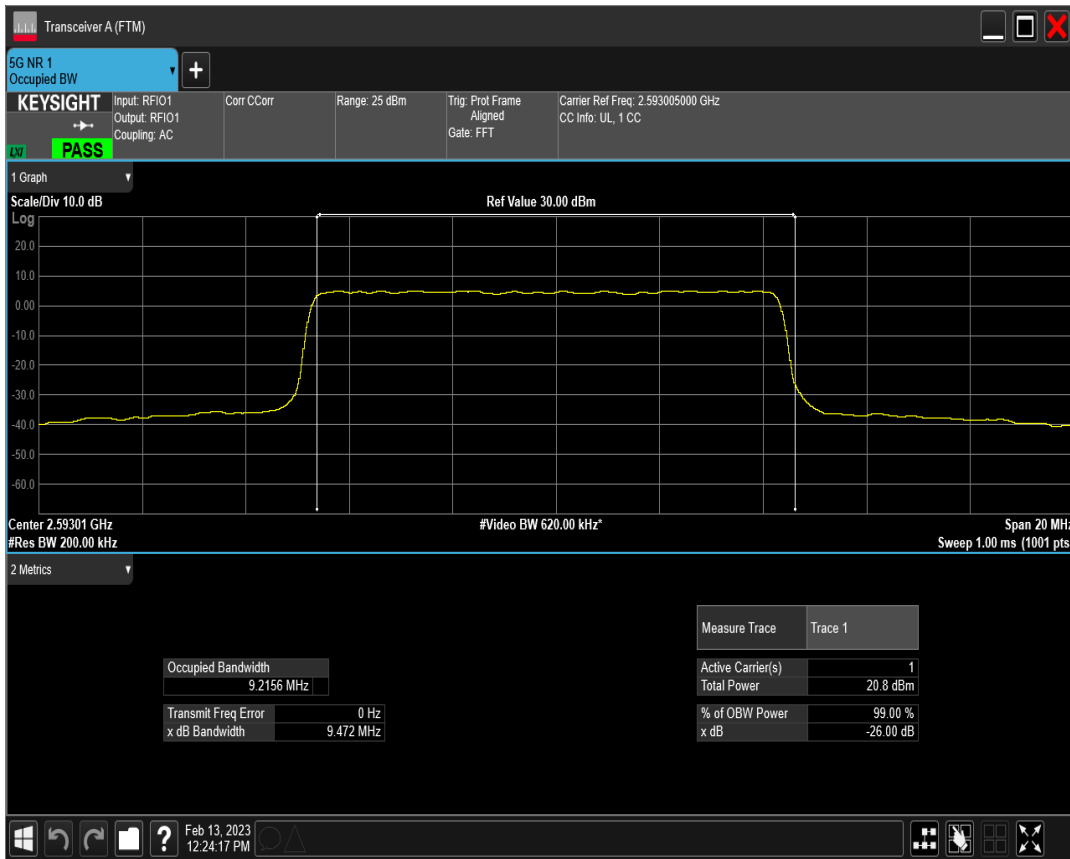 Transceiver A (FTM)
5G NR 1
Occupied BW
+
KEYSIGHT
LXI
PASS
Input: RFIO1
Output: RFIO1
Coupling: AC
Corr CCorr
Range: 25 dBm
Trig: Prot Frame
Aligned
Gate: FFT
Carrier Ref Freq: 2.593005000 GHz
CC Info: UL, 1 CC
1 Graph
Scale/Div 10.0 dB
Ref Value 30.00 dBm
Log
20.0
10.0
0.00
-10.0
-20.0
-30.0
-40.0
-50.0
-60.0
Center 2.59301 GHz
#Video BW 620.00 kHz*
Span 20 MHz
#Res BW 200.00 kHz
Sweep 1.00 ms (1001 pts
2 Metrics
Measure Trace Trace 1
Occupied Bandwidth
9.2156 MHz
Active Carrier(s) 1
Total Power 20.8 dBm
Transmit Freq Error 0 Hz
x dB Bandwidth 9.472 MHz
% of OBW Power 99.00 %
x dB -26.00 dB
?
Feb 13, 2023
12:24:17 PM